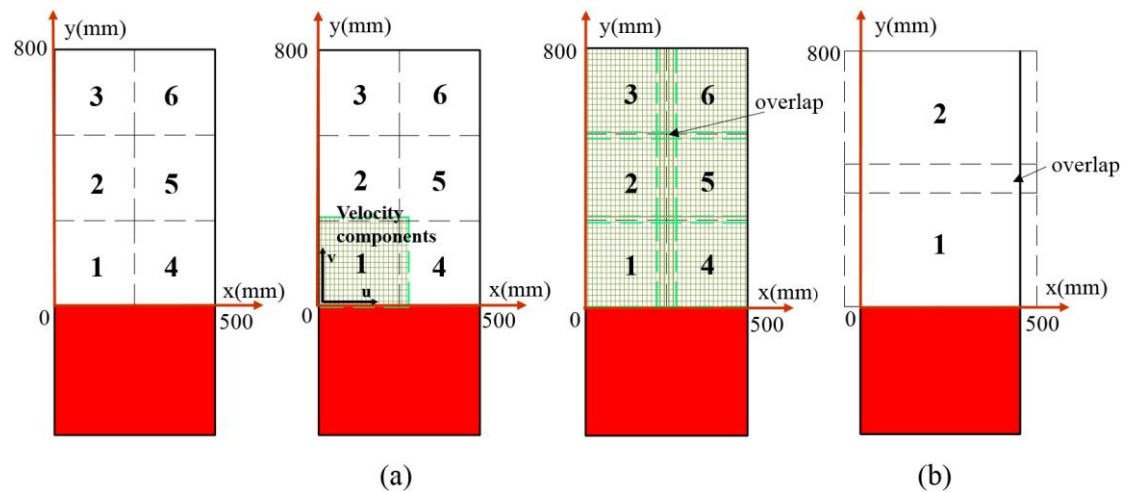 y(mm)
800
3 6
2 5
1 4
x(mm)
0
500
y(mm)
800
3 6
2 5
Velocity
components
v
1 4
u
x(mm)
0
500
y(mm)
800
3 6
overlap
2 5
1 4
x(mm)
0
500
y(mm)
800
2
overlap
1
x(mm)
0
500
(a)
(b)